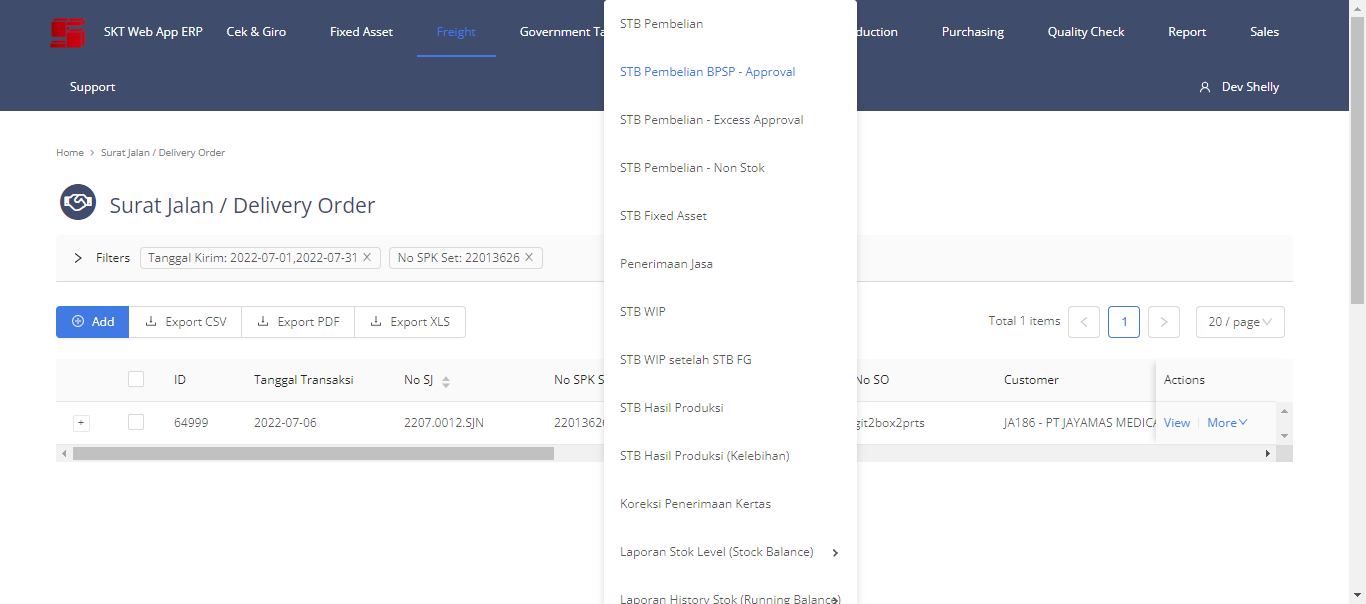 SKT Web App ERP Cek & Giro Fixed Asset Freight Government Ta duction Purchasing Quality Check Report Sales
Support Dev Shelly
Home > Surat Jalan / Delivery Order
Surat Jalan / Delivery Order
Filters Tanggal Kirim: 2022-07-01,2022-07-31 No SPK Set: 22013626
Add Export CSV Export PDF Export XLS Total 1 items < 1 > 20 / page
ID Tanggal Transaksi No SJ No SPK S No SO Customer Actions
+ 64999 2022-07-06 2207.0012.SJN 22013626 git2box2prts JA186 - PT JAYAMAS MEDICA View More
STB Pembelian
STB Pembelian BPSP - Approval
STB Pembelian - Excess Approval
STB Pembelian - Non Stok
STB Fixed Asset
Penerimaan Jasa
STB WIP
STB WIP setelah STB FG
STB Hasil Produksi
STB Hasil Produksi (Kelebihan)
Koreksi Penerimaan Kertas
Laporan Stok Level (Stock Balance)
Laporan History Stok (Running Balance)